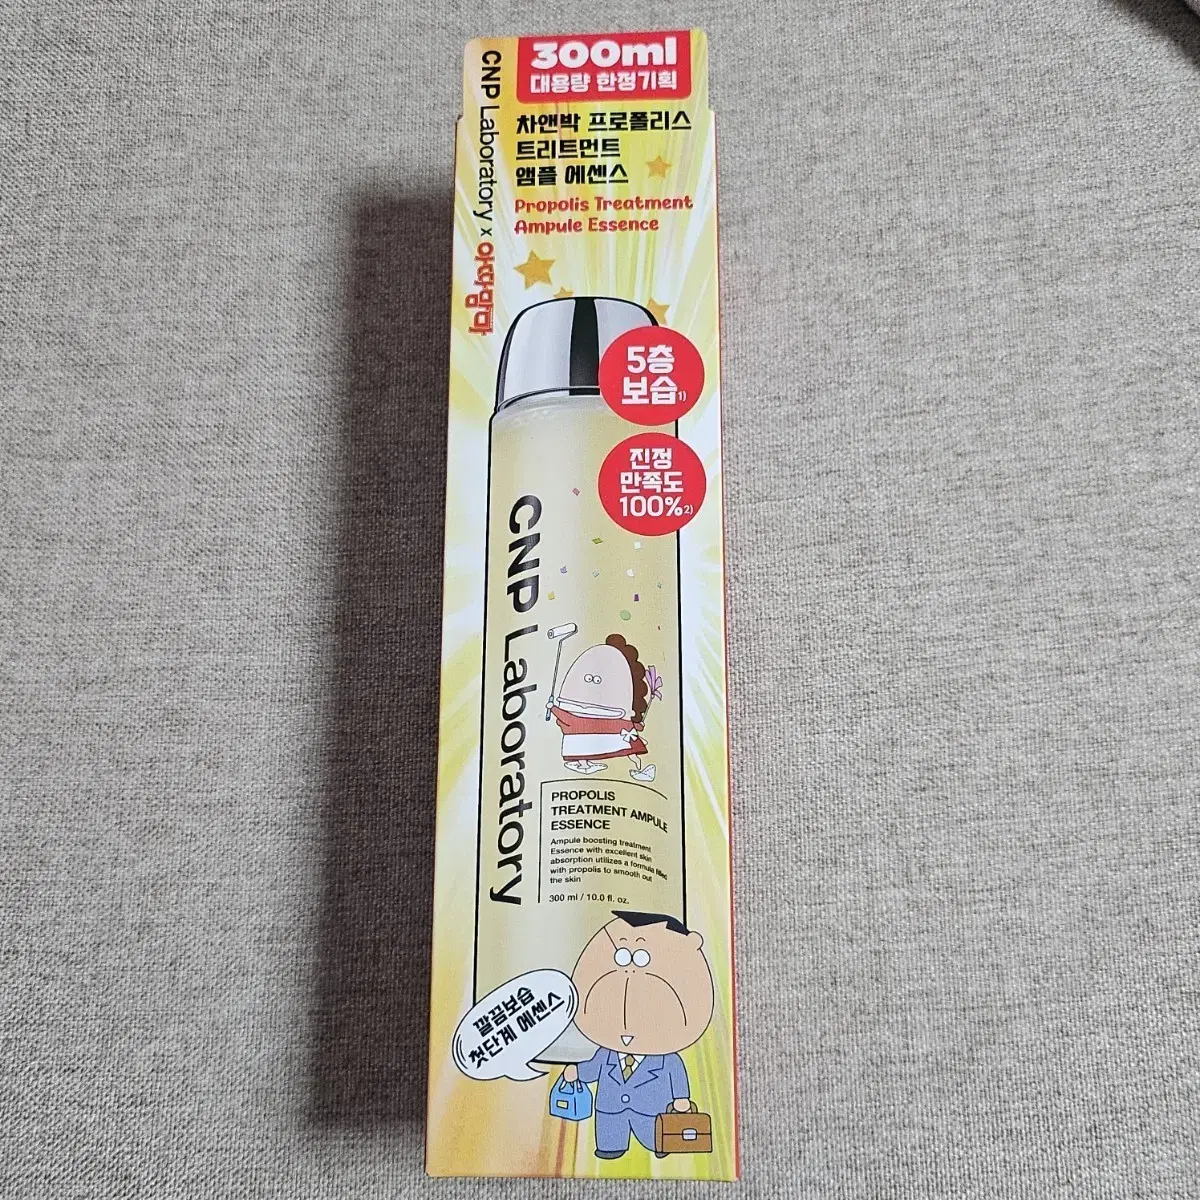 300ml
대용량 한정기획
CNP Laboratory x 아따맘마
차앤박 프로폴리스
트리트먼트
앰플 에센스
Propolis Treatment
Ampule Essence
5층
보습1)
진정
만족도
100%2)
CNP Laboratory
PROPOLIS
TREATMENT AMPULE
ESSENCE
Ampule boosting treatment
Essence with excellent skin
absorption utilizes a formula filled
with propolis to smooth out
the skin
300 ml / 10.0 fl. oz.
깔끔보습
첫단계 에센스